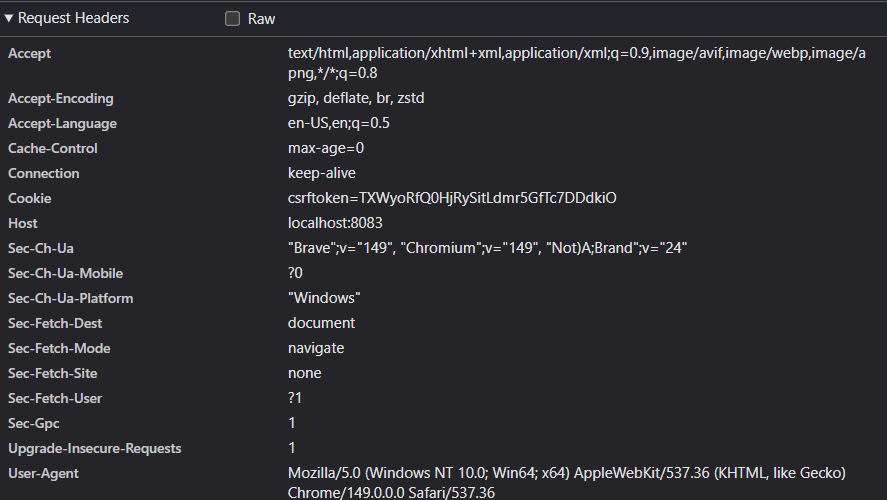 ▼ Request Headers Raw
Accept text/html,application/xhtml+xml,application/xml;q=0.9,image/avif,image/webp,image/a
png,*/*;q=0.8
Accept-Encoding gzip, deflate, br, zstd
Accept-Language en-US,en;q=0.5
Cache-Control max-age=0
Connection keep-alive
Cookie csrftoken=TXWyoRfQ0HjRySitLdmr5GfTc7DDdkiO
Host localhost:8083
Sec-Ch-Ua "Brave";v="149", "Chromium";v="149", "Not)A;Brand";v="24"
Sec-Ch-Ua-Mobile ?0
Sec-Ch-Ua-Platform "Windows"
Sec-Fetch-Dest document
Sec-Fetch-Mode navigate
Sec-Fetch-Site none
Sec-Fetch-User ?1
Sec-Gpc 1
Upgrade-Insecure-Requests 1
User-Agent Mozilla/5.0 (Windows NT 10.0; Win64; x64) AppleWebKit/537.36 (KHTML, like Gecko)
Chrome/149.0.0.0 Safari/537.36